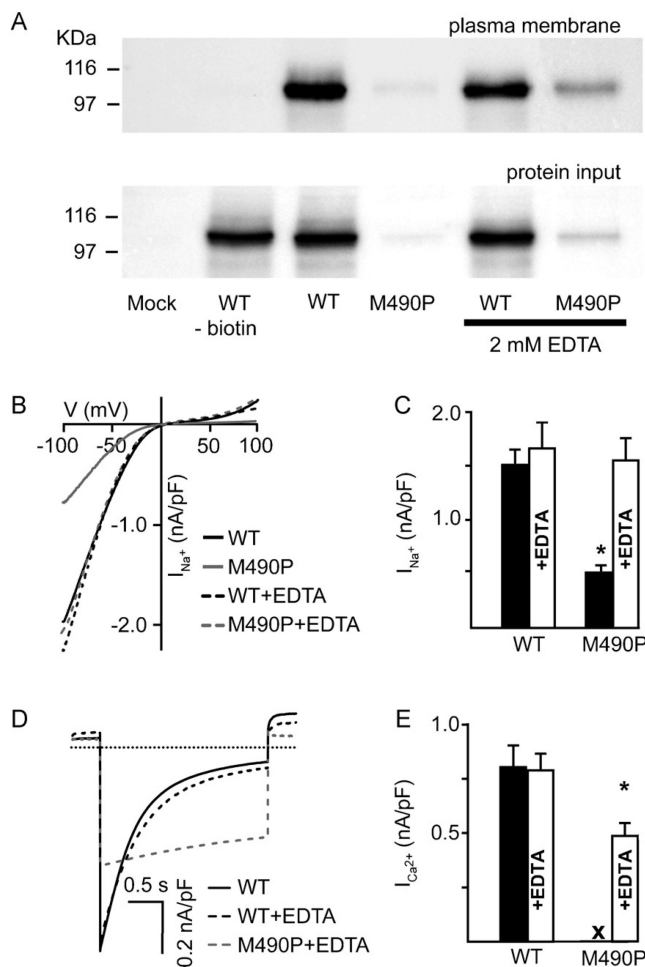 A
KDa
plasma membrane
116
97
protein input
116
97
Mock WT WT M490P WT M490P
- biotin
2 mM EDTA
B
V (mV)
-100 -50 50 100
-1.0
-2.0
I Na+ (nA/pF)
WT
M490P
WT+EDTA
M490P+EDTA
C
2.0
1.0
I Na+ (nA/pF)
+EDTA
*
+EDTA
WT M490P
D
0.5 s
0.2 nA/pF
WT
WT+EDTA
M490P+EDTA
E
1.0
0.5
I Ca2+ (nA/pF)
+EDTA
x
*
+EDTA
WT M490P